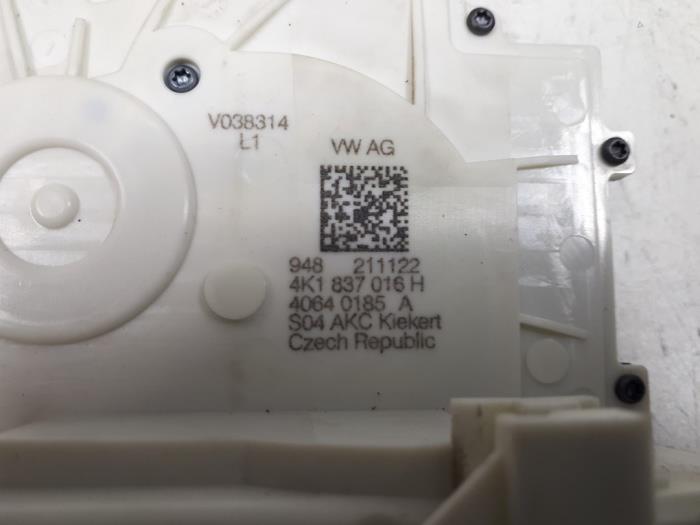 V038314
L1
VW AG
948 211122
4K1 837 016 H
4064 0185 A
S04 AKC Kiekert
Czech Republic